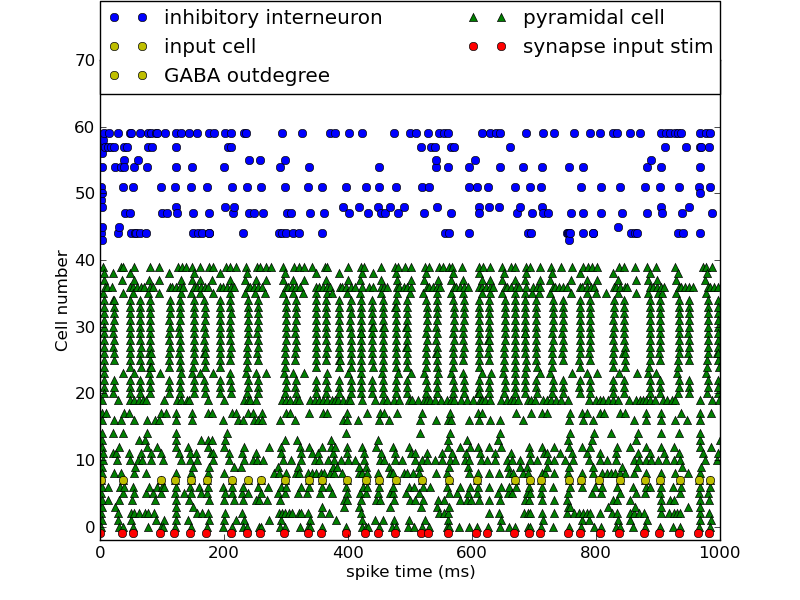 inhibitory interneuron
pyramidal cell
input cell
synapse input stim
GABA outdegree
70
60
50
40
30
20
10
0
Cell number
0 200 400 600 800 1000
spike time (ms)